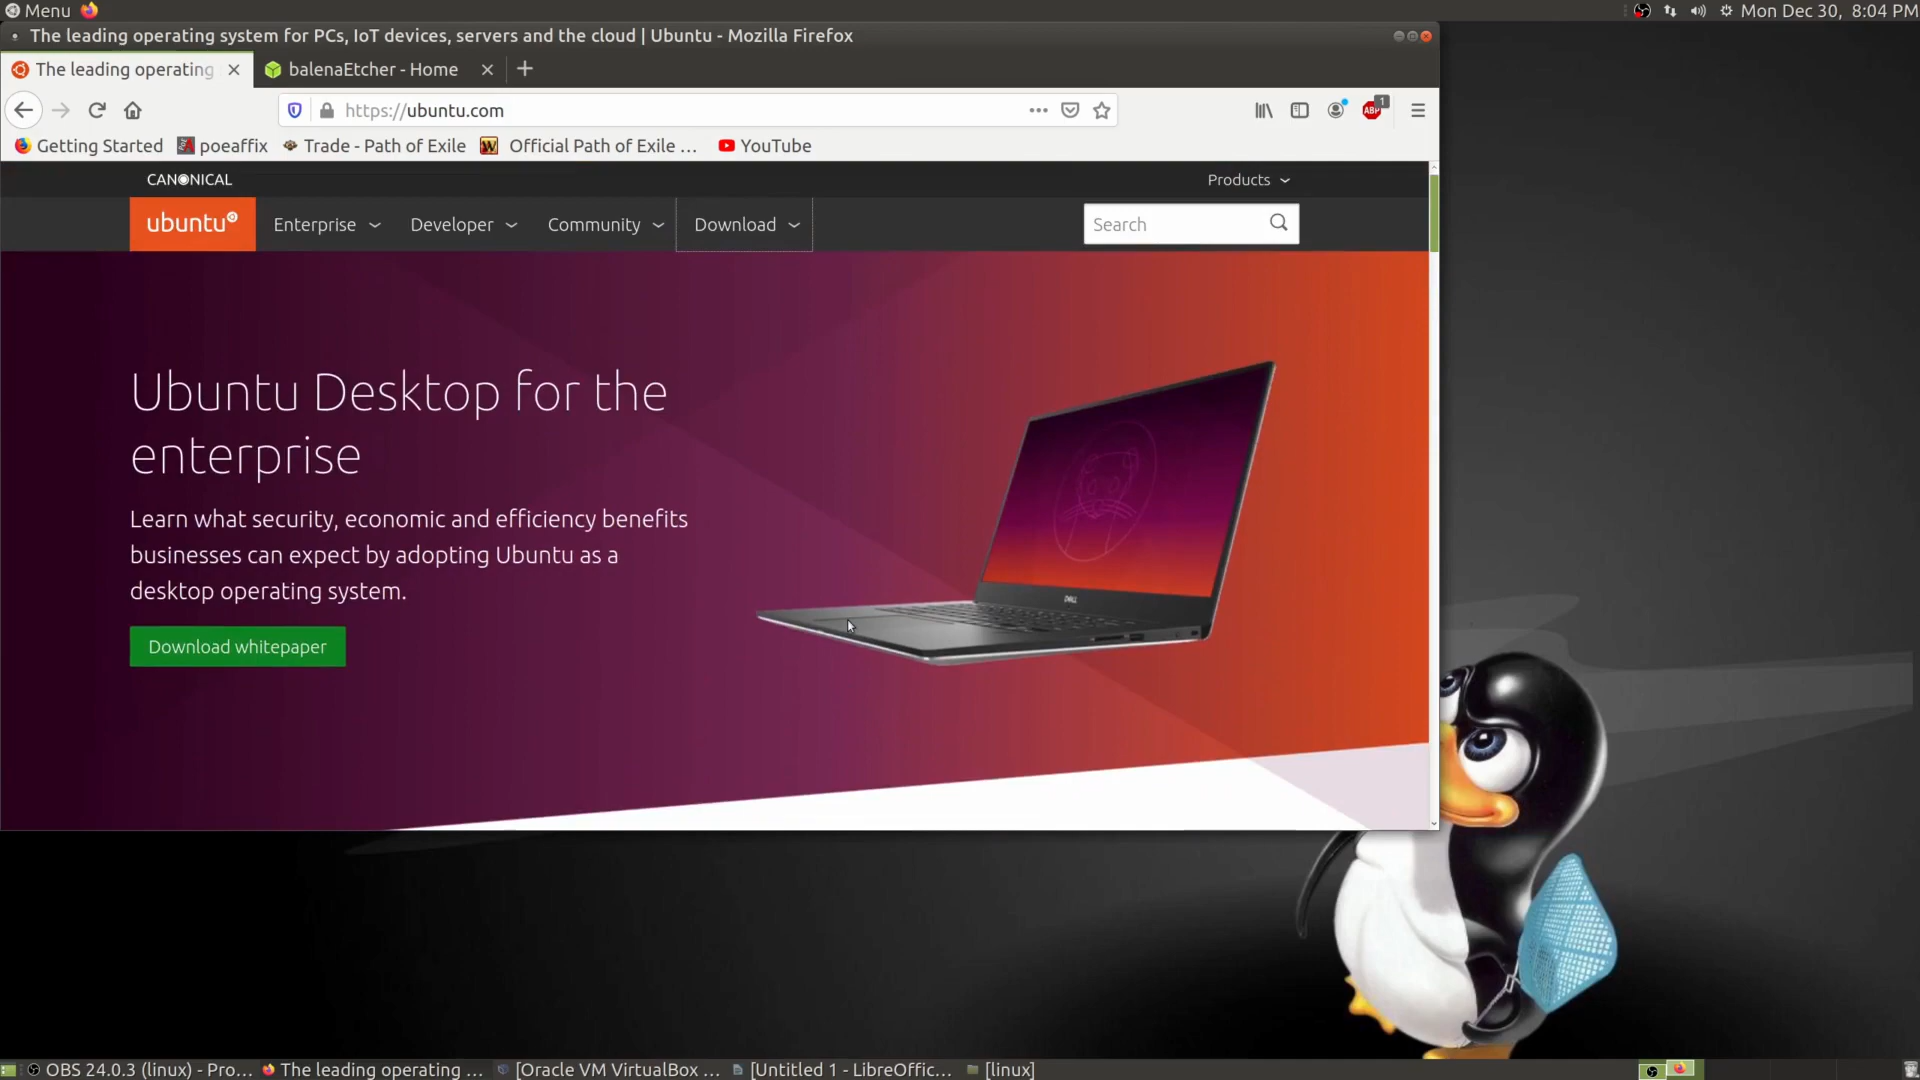 Menu
Mon Dec 30, 8:04 PM
The leading operating system for PCs, IoT devices, servers and the cloud | Ubuntu - Mozilla Firefox
The leading operating
balenaEtcher - Home
https://ubuntu.com
ABP
1
Getting Started
poeaffix
Trade - Path of Exile
Official Path of Exile ...
YouTube
CANONICAL
Products
ubuntu
Enterprise
Developer
Community
Download
Search
Ubuntu Desktop for the
enterprise
Learn what security, economic and efficiency benefits
businesses can expect by adopting Ubuntu as a
desktop operating system.
Download whitepaper
DELL
OBS 24.0.3 (linux) - Pro...
The leading operating ...
[Oracle VM VirtualBox ...
[Untitled 1 - LibreOffic...
[linux]